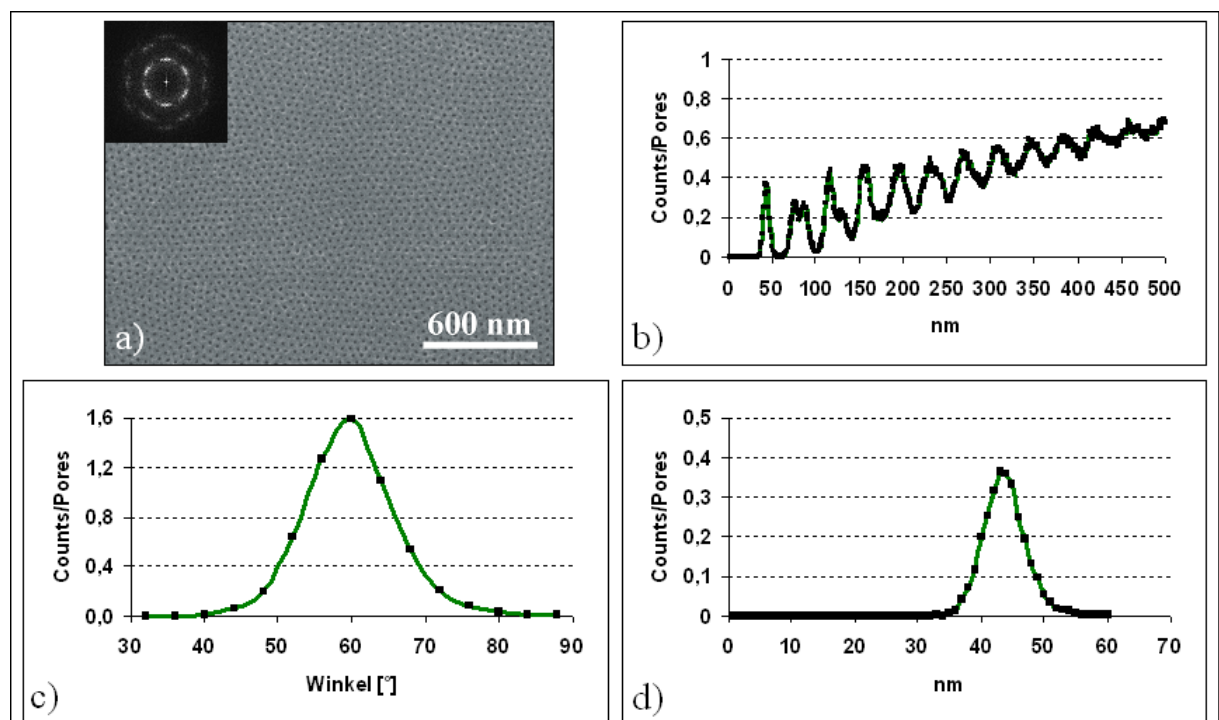 a)
600 nm
Counts/Pores
1
0,8
0,6
0,4
0,2
0
0 50 100 150 200 250 300 350 400 450 500
nm
b)
Counts/Pores
1,6
1,2
0,8
0,4
0,0
30 40 50 60 70 80 90
Winkel [°]
c)
Counts/Pores
0,5
0,4
0,3
0,2
0,1
0
0 10 20 30 40 50 60 70
nm
d)